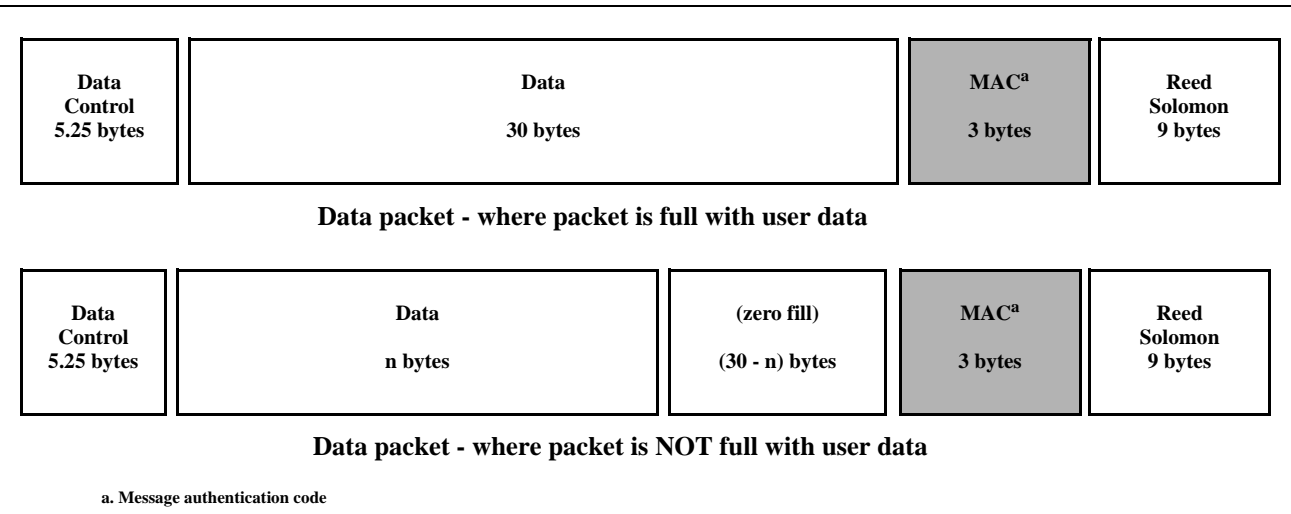 Data
Control
5.25 bytes
Data
30 bytes
MACa
3 bytes
Reed
Solomon
9 bytes
Data packet - where packet is full with user data
Data
Control
5.25 bytes
Data
n bytes
(zero fill)
(30 - n) bytes
MACa
3 bytes
Reed
Solomon
9 bytes
Data packet - where packet is NOT full with user data
a. Message authentication code